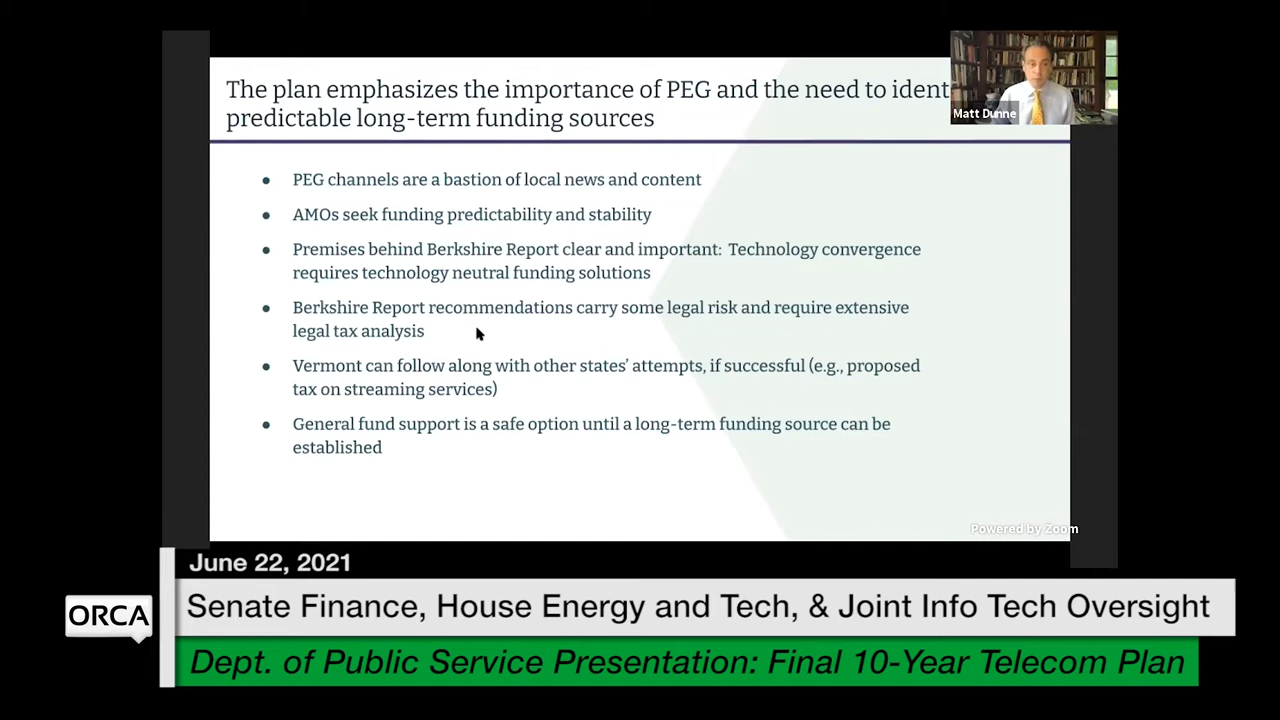 The plan emphasizes the importance of PEG and the need to ident
predictable long-term funding sources
Matt Dunne
● PEG channels are a bastion of local news and content
● AMOs seek funding predictability and stability
● Premises behind Berkshire Report clear and important: Technology convergence
requires technology neutral funding solutions
● Berkshire Report recommendations carry some legal risk and require extensive
legal tax analysis
● Vermont can follow along with other states' attempts, if successful (e.g., proposed
tax on streaming services)
● General fund support is a safe option until a long-term funding source can be
established
Powered by Zoom
June 22, 2021
ORCA
Senate Finance, House Energy and Tech, & Joint Info Tech Oversight
Dept. of Public Service Presentation: Final 10-Year Telecom Plan